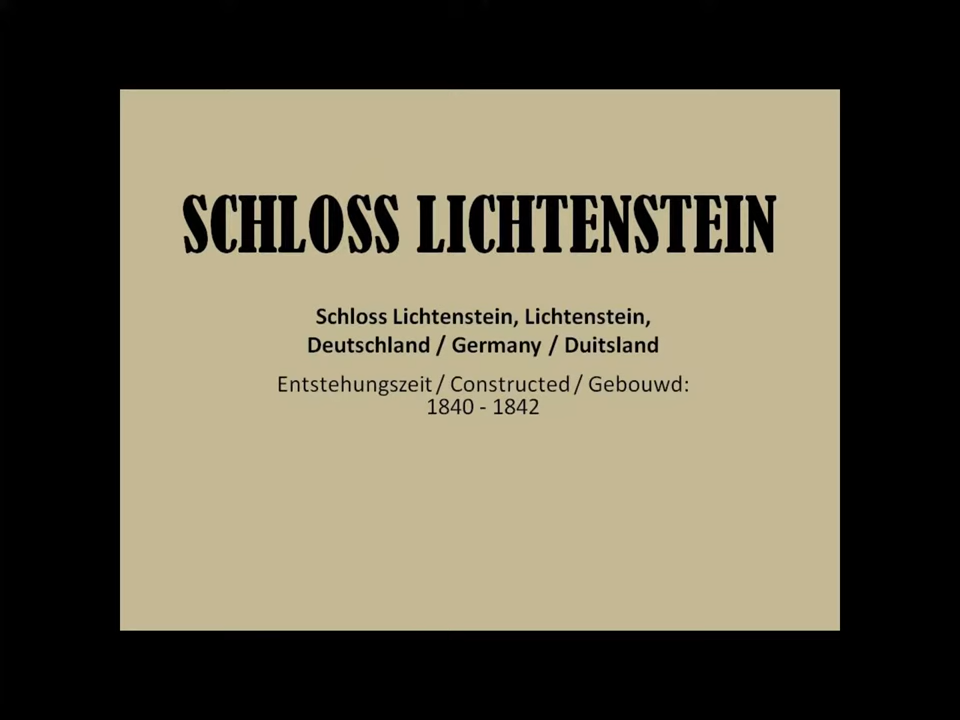 SCHLOSS LICHTENSTEIN
Schloss Lichtenstein, Lichtenstein,
Deutschland / Germany / Duitsland
Entstehungszeit / Constructed / Gebouwd:
1840 - 1842